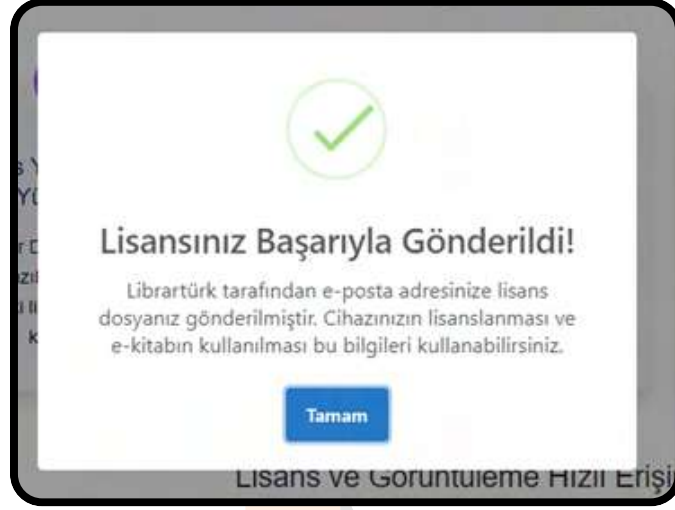 Lisansınız Başarıyla Gönderildi!
Librartürk tarafından e-posta adresinize lisans
dosyanız gönderilmiştir. Cihazınızın lisanslanması ve
e-kitabın kullanılması bu bilgileri kullanabilirsiniz.
Tamam
Lisans ve Görüntüleme Hızlı Erişi